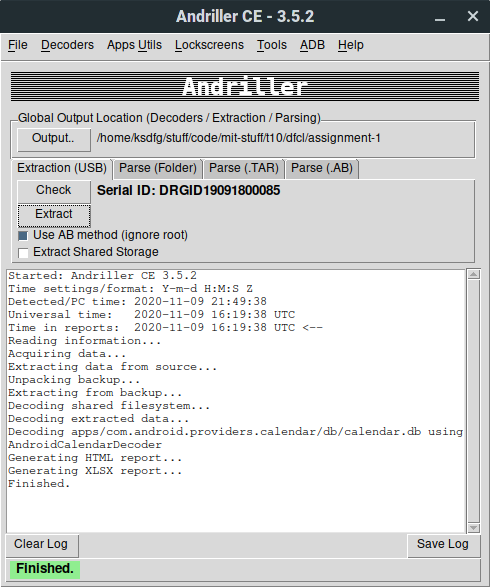 Andriller CE - 3.5.2
File Decoders Apps Utils Lockscreens Tools ADB Help
Andriller
Global Output Location (Decoders / Extraction / Parsing)
Output.. /home/ksdfg/stuff/code/mit-stuff/t10/dfcl/assignment-1
Extraction (USB) Parse (Folder) Parse (.TAR) Parse (.AB)
Check Serial ID: DRGID19091800085
Extract
Use AB method (ignore root)
Extract Shared Storage
Started: Andriller CE 3.5.2
Time settings/format: Y-m-d H:M:S Z
Detected/PC time: 2020-11-09 21:49:38
Universal time: 2020-11-09 16:19:38 UTC
Time in reports: 2020-11-09 16:19:38 UTC <--
Reading information...
Acquiring data...
Extracting data from source...
Unpacking backup...
Extracting from backup...
Decoding shared filesystem...
Decoding extracted data...
Decoding apps/com.android.providers.calendar/db/calendar.db using
AndroidCalendarDecoder
Generating HTML report...
Generating XLSX report...
Finished.
Clear Log Save Log
Finished.